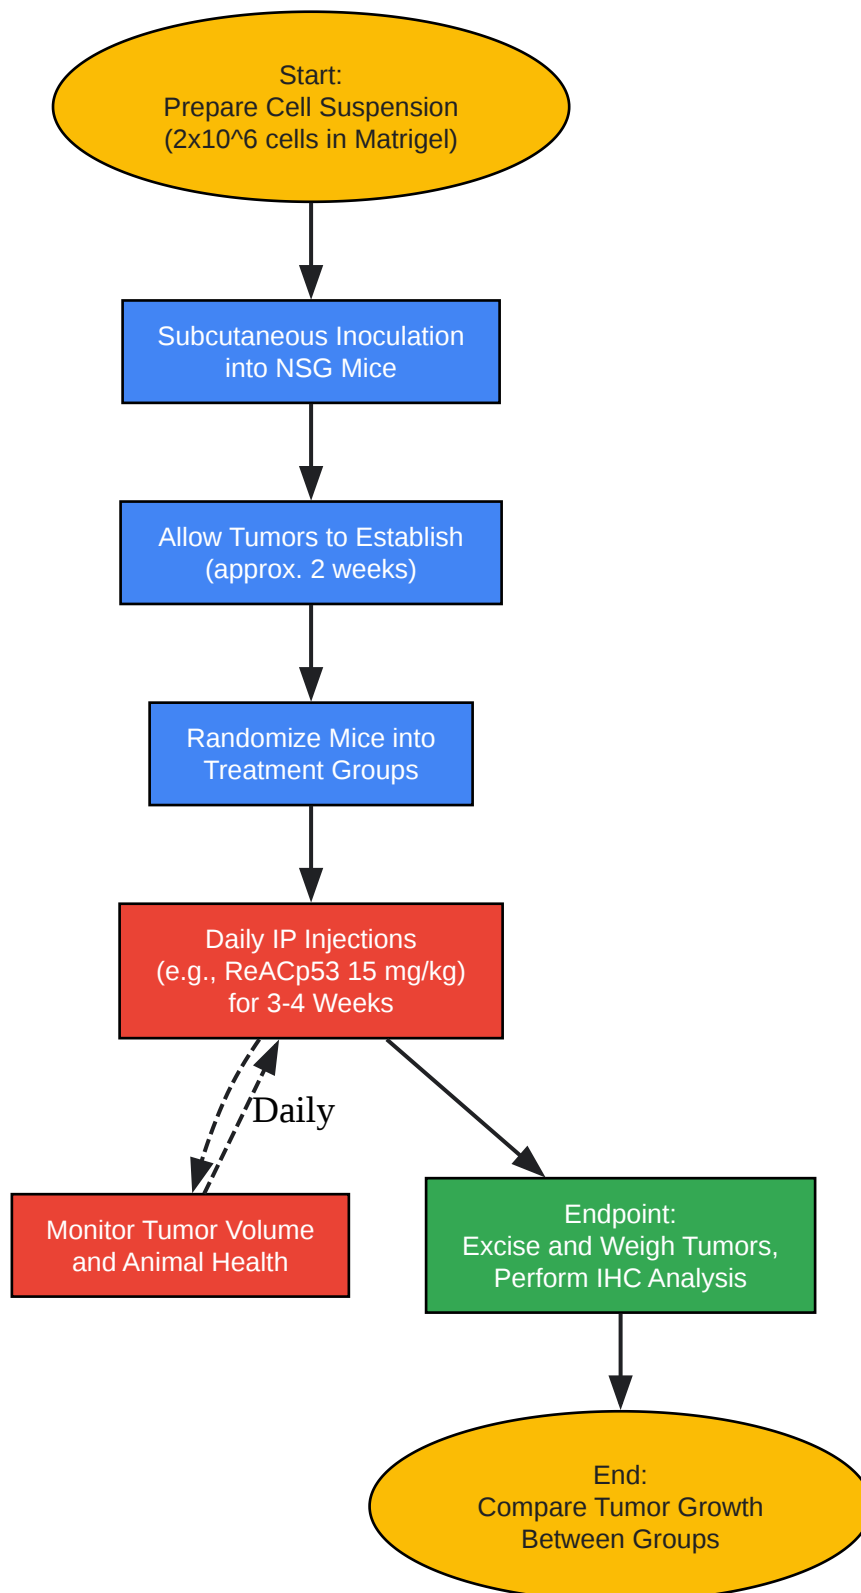 Start:
Prepare Cell Suspension
(2x10^6 cells in Matrigel)
Subcutaneous Inoculation
into NSG Mice
Allow Tumors to Establish
(approx. 2 weeks)
Randomize Mice into
Treatment Groups
Daily IP Injections
(e.g., ReACp53 15 mg/kg)
for 3-4 Weeks
Daily
Monitor Tumor Volume
and Animal Health
Endpoint:
Excise and Weigh Tumors,
Perform IHC Analysis
End:
Compare Tumor Growth
Between Groups